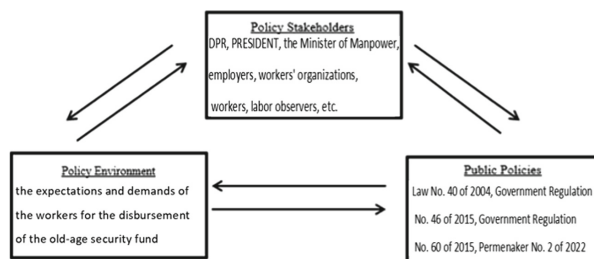 Policy Stakeholders
DPR, PRESIDENT, the Minister of Manpower,
employers, workers' organizations,
workers, labor observers, etc.
Policy Environment
the expectations and demands of
the workers for the disbursement
of the old-age security fund
Public Policies
Law No. 40 of 2004, Government Regulation
No. 46 of 2015, Government Regulation
No. 60 of 2015, Permenaker No. 2 of 2022